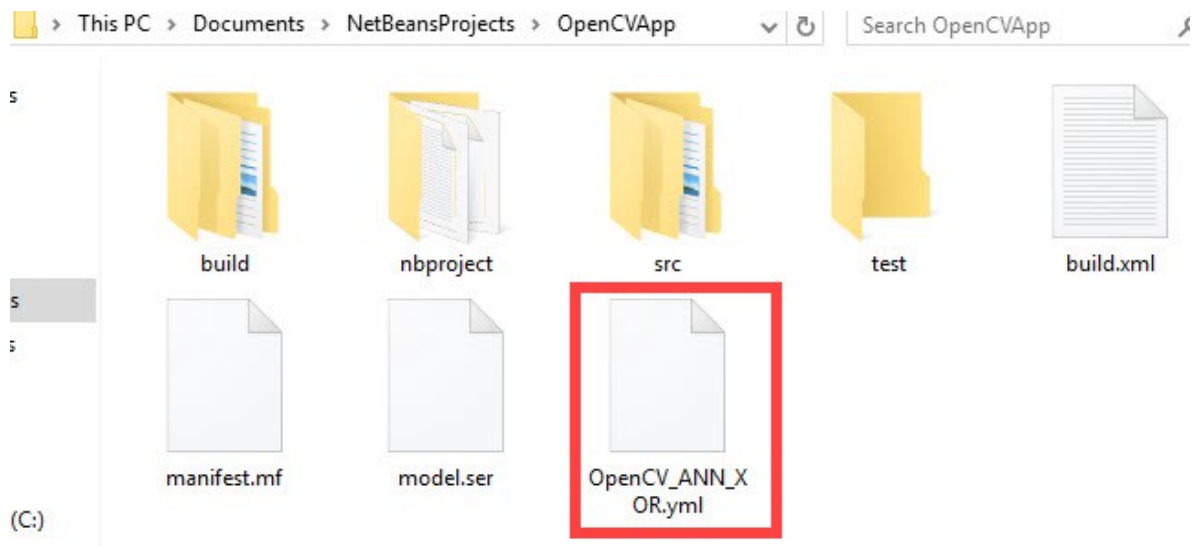 This PC > Documents > NetBeansProjects > OpenCVApp
Search OpenCVApp
s
build
nbproject
src
test
build.xml
s
s
manifest.mf
model.ser
OpenCV_ANN_X
OR.yml
(C:)